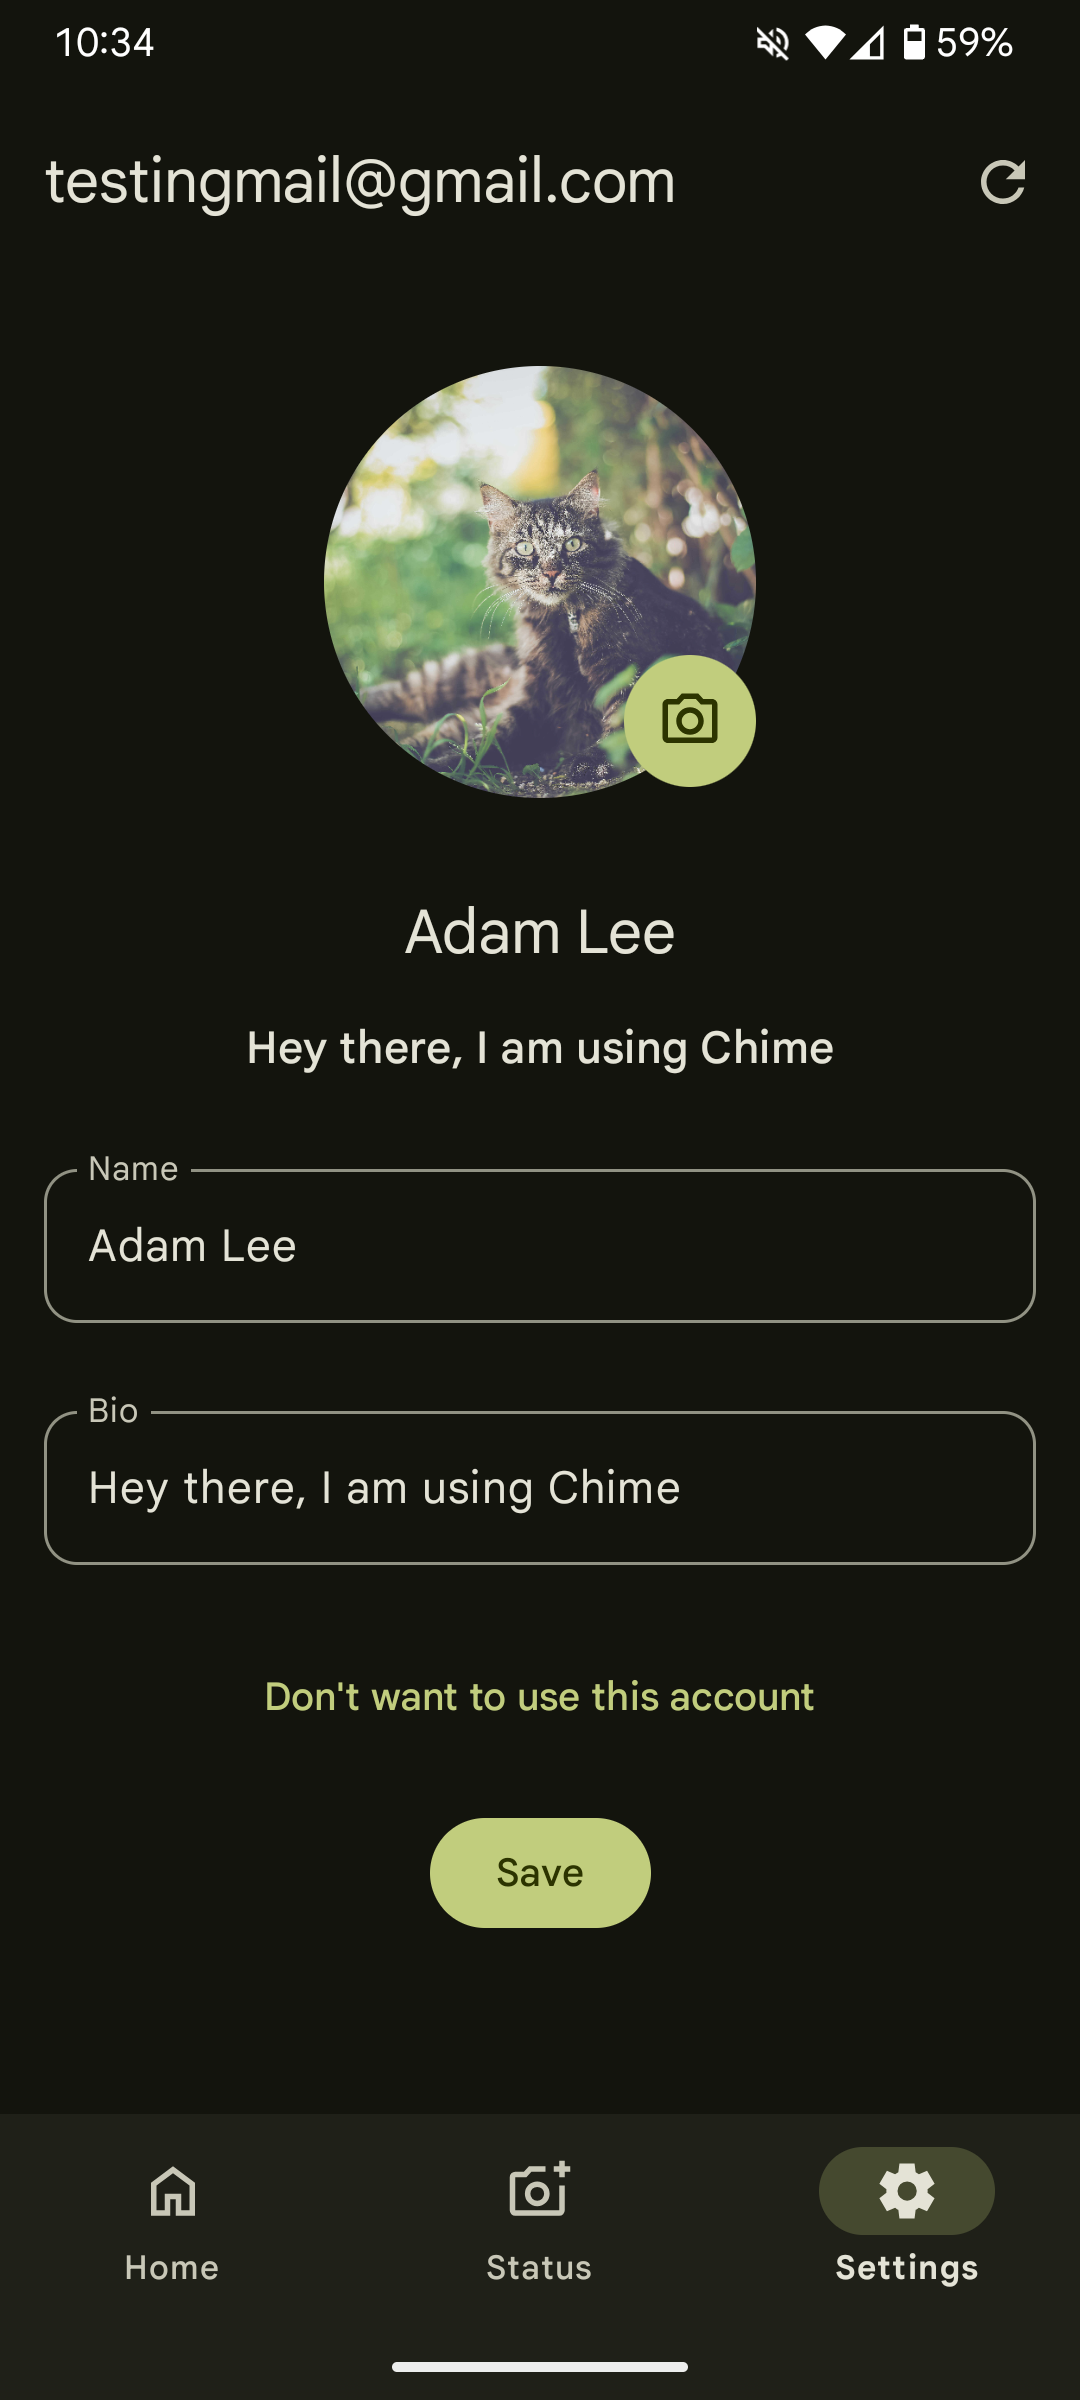 10:34
59%
testingmail@gmail.com
Adam Lee
Hey there, I am using Chime
Name
Adam Lee
Bio
Hey there, I am using Chime
Don't want to use this account
Save
Home
Status
Settings